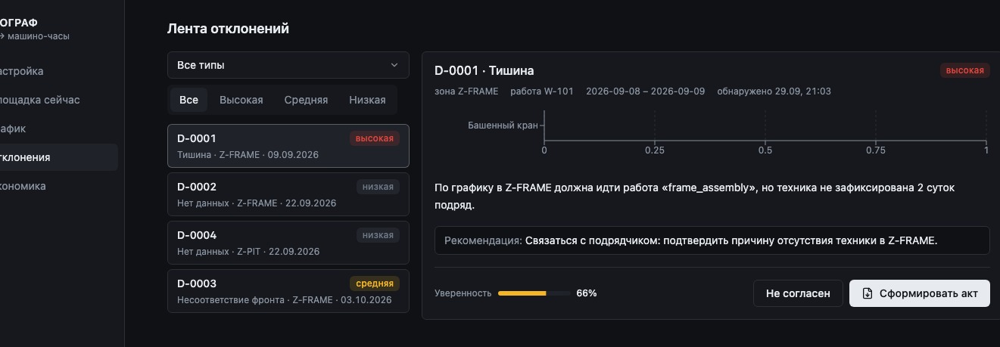 ОГРАФ
→ машино-часы
астройка
лощадка сейчас
афик
тклонения
кономика
Лента отклонений
Все типы
Все Высокая Средняя Низкая
D-0001 высокая
Тишина · Z-FRAME · 09.09.2026
D-0002 низкая
Нет данных · Z-FRAME · 22.09.2026
D-0004 низкая
Нет данных · Z-PIT · 22.09.2026
D-0003 средняя
Несоответствие фронта · Z-FRAME · 03.10.2026
D-0001 · Тишина высокая
зона Z-FRAME работа W-101 2026-09-08 – 2026-09-09 обнаружено 29.09, 21:03
Башенный кран
0 0.25 0.5 0.75 1
По графику в Z-FRAME должна идти работа «frame_assembly», но техника не зафиксирована 2 суток
подряд.
Рекомендация: Связаться с подрядчиком: подтвердить причину отсутствия техники в Z-FRAME.
Уверенность 66% Не согласен Сформировать акт